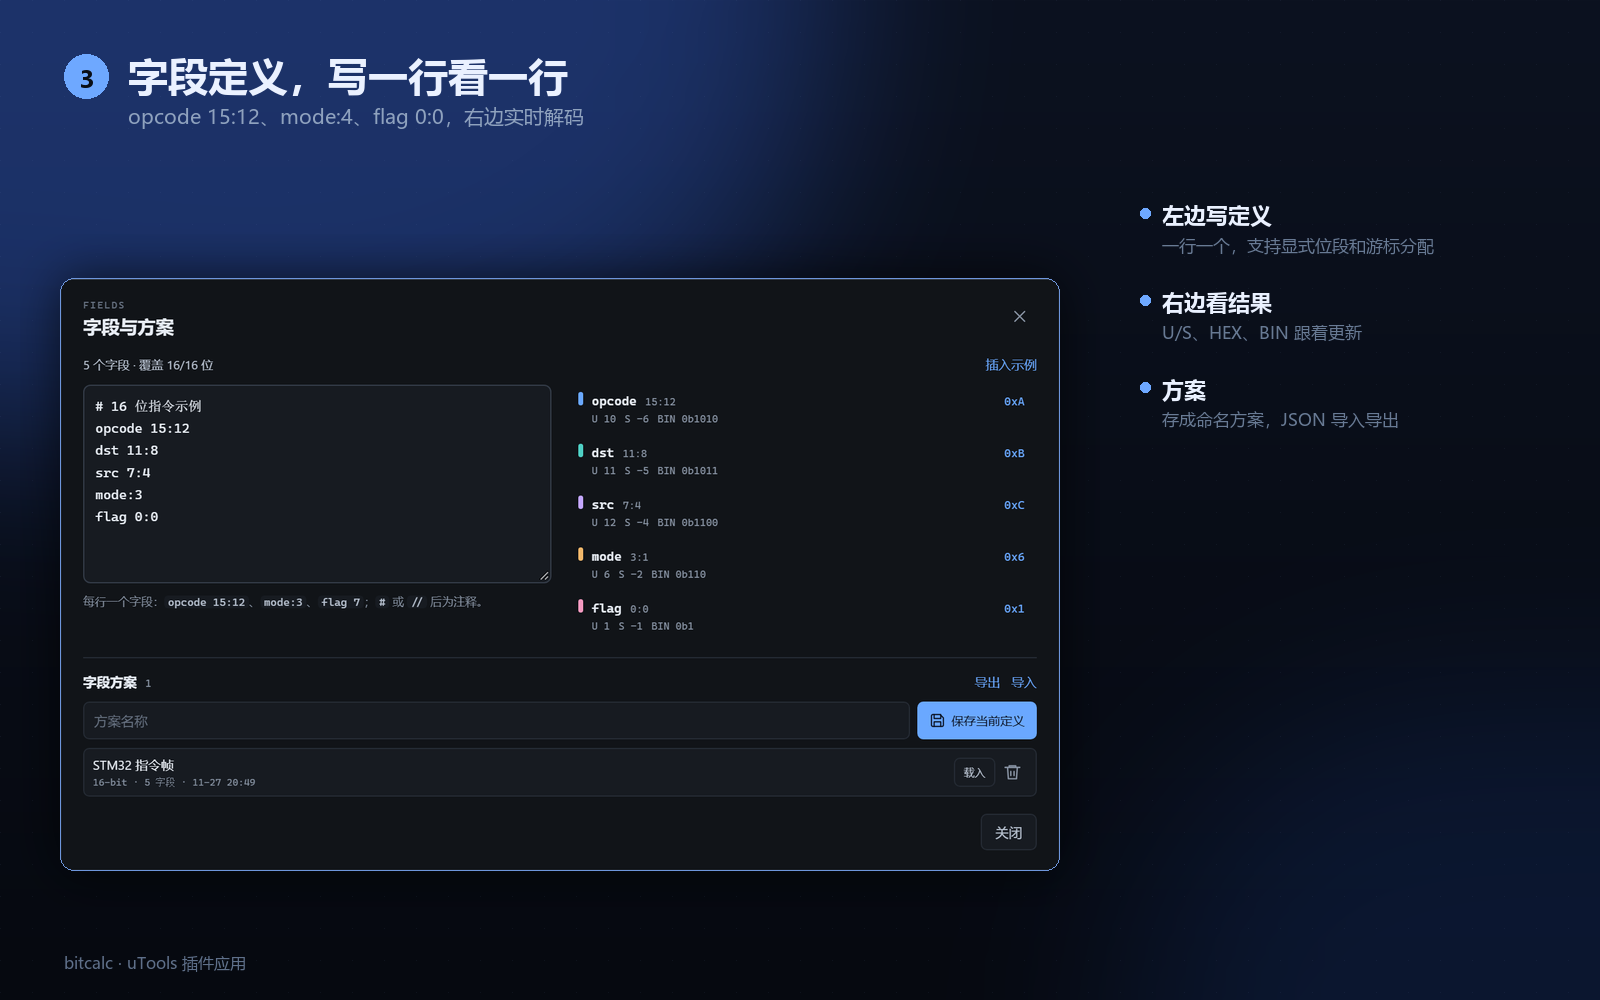 3
字段定义，写一行看一行
opcode 15:12、mode:4、flag 0:0，右边实时解码
FIELDS
字段与方案
5 个字段 · 覆盖 16/16 位
插入示例
# 16 位指令示例
opcode 15:12
dst 11:8
src 7:4
mode:3
flag 0:0
每行一个字段： opcode 15:12、 mode:3、 flag 7； # 或 // 后为注释。
opcode 15:12 0xA
U 10 S -6 BIN 0b1010
dst 11:8 0xB
U 11 S -5 BIN 0b1011
src 7:4 0xC
U 12 S -4 BIN 0b1100
mode 3:1 0x6
U 6 S -2 BIN 0b110
flag 0:0 0x1
U 1 S -1 BIN 0b1
字段方案 1
导出 导入
方案名称
保存当前定义
STM32 指令帧
16-bit · 5 字段 · 11-27 20:49
载入
关闭
左边写定义
一行一个，支持显式位段和游标分配
右边看结果
U/S、HEX、BIN 跟着更新
方案
存成命名方案，JSON 导入导出
bitcalc · uTools 插件应用